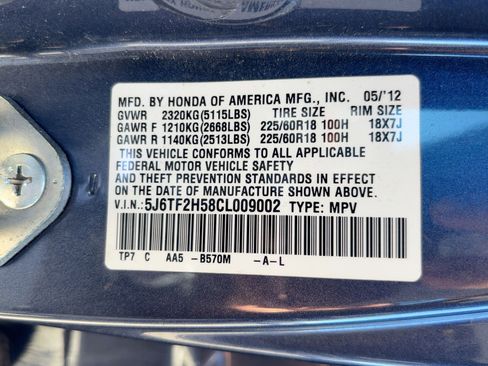 MFD. BY HONDA OF AMERICA MFG., INC. 05/'12
GVWR 2320KG(5115LBS) TIRE SIZE RIM SIZE
GAWR F 1210KG(2668LBS) 225/60R18 100H 18X7J
GAWR R 1140KG(2513LBS) 225/60R18 100H 18X7J
THIS VEHICLE CONFORMS TO ALL APPLICABLE
FEDERAL MOTOR VEHICLE SAFETY
AND THEFT PREVENTION STANDARDS IN EFFECT ON
THE DATE OF MANUFACTURE SHOWN ABOVE.
V.I.N.:5J6TF2H58CL009002 TYPE: MPV
TP7 C AA5 -B570M -A-L